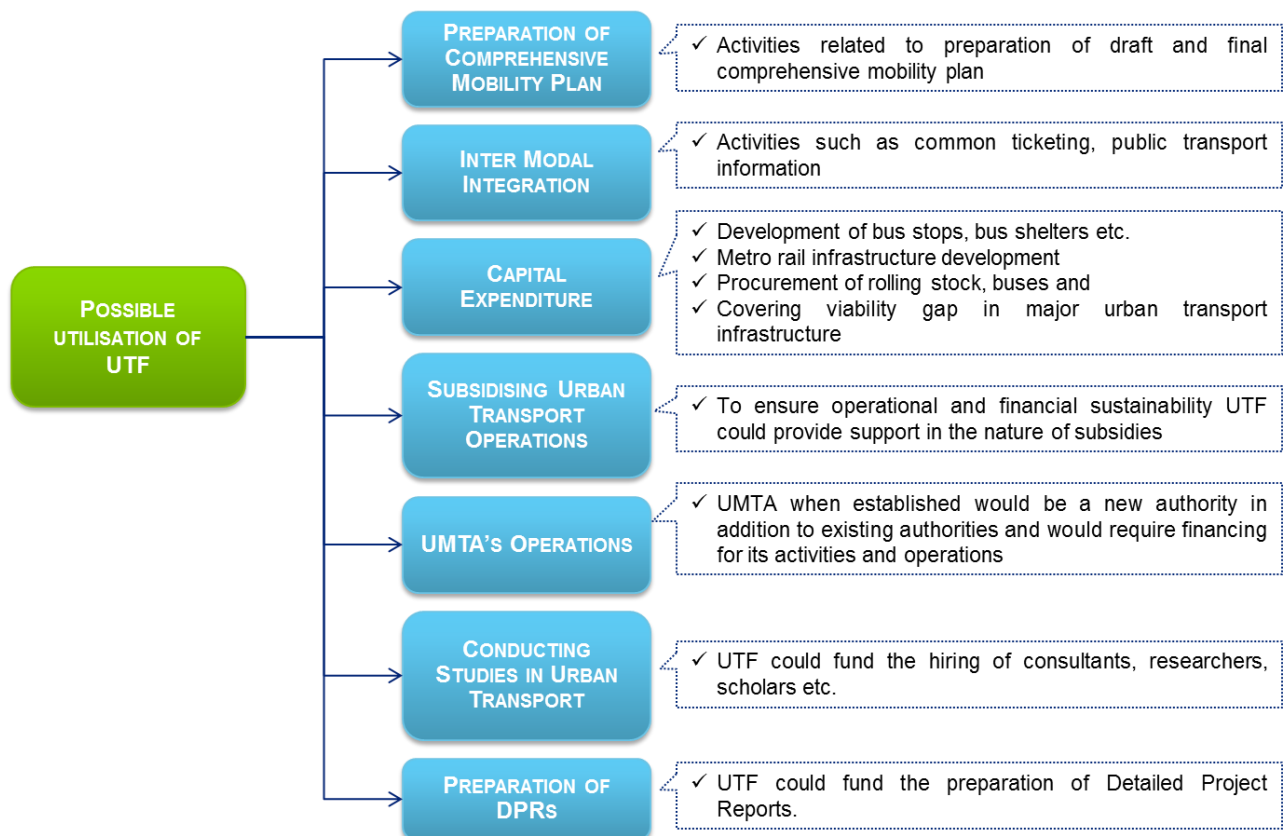 POSSIBLE
UTILISATION OF
UTF
PREPARATION OF
COMPREHENSIVE
MOBILITY PLAN
✓ Activities related to preparation of draft and final
comprehensive mobility plan
INTER MODAL
INTEGRATION
✓ Activities such as common ticketing, public transport
information
CAPITAL
EXPENDITURE
✓ Development of bus stops, bus shelters etc.
✓ Metro rail infrastructure development
✓ Procurement of rolling stock, buses and
✓ Covering viability gap in major urban transport
infrastructure
SUBSIDISING URBAN
TRANSPORT
OPERATIONS
✓ To ensure operational and financial sustainability UTF
could provide support in the nature of subsidies
UMTA'S OPERATIONS
✓ UMTA when established would be a new authority in
addition to existing authorities and would require financing
for its activities and operations
CONDUCTING
STUDIES IN URBAN
TRANSPORT
✓ UTF could fund the hiring of consultants, researchers,
scholars etc.
PREPARATION OF
DPRS
✓ UTF could fund the preparation of Detailed Project
Reports.